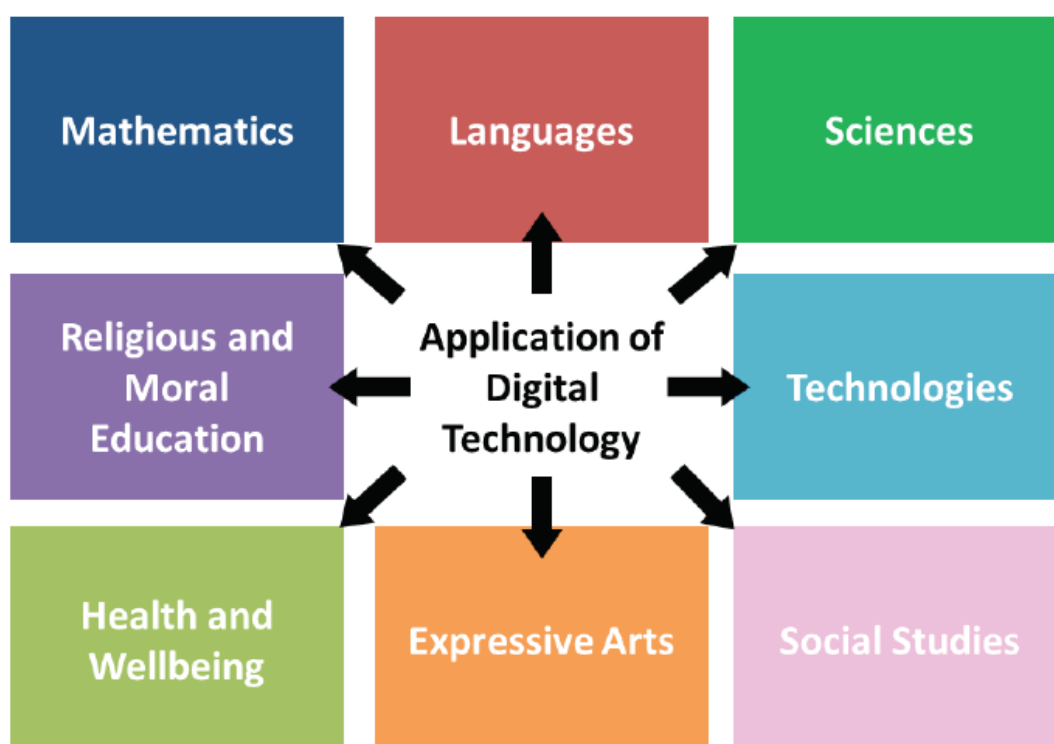 Mathematics
Languages
Sciences
Religious and
Moral
Education
Application of
Digital
Technology
Technologies
Health and
Wellbeing
Expressive Arts
Social Studies